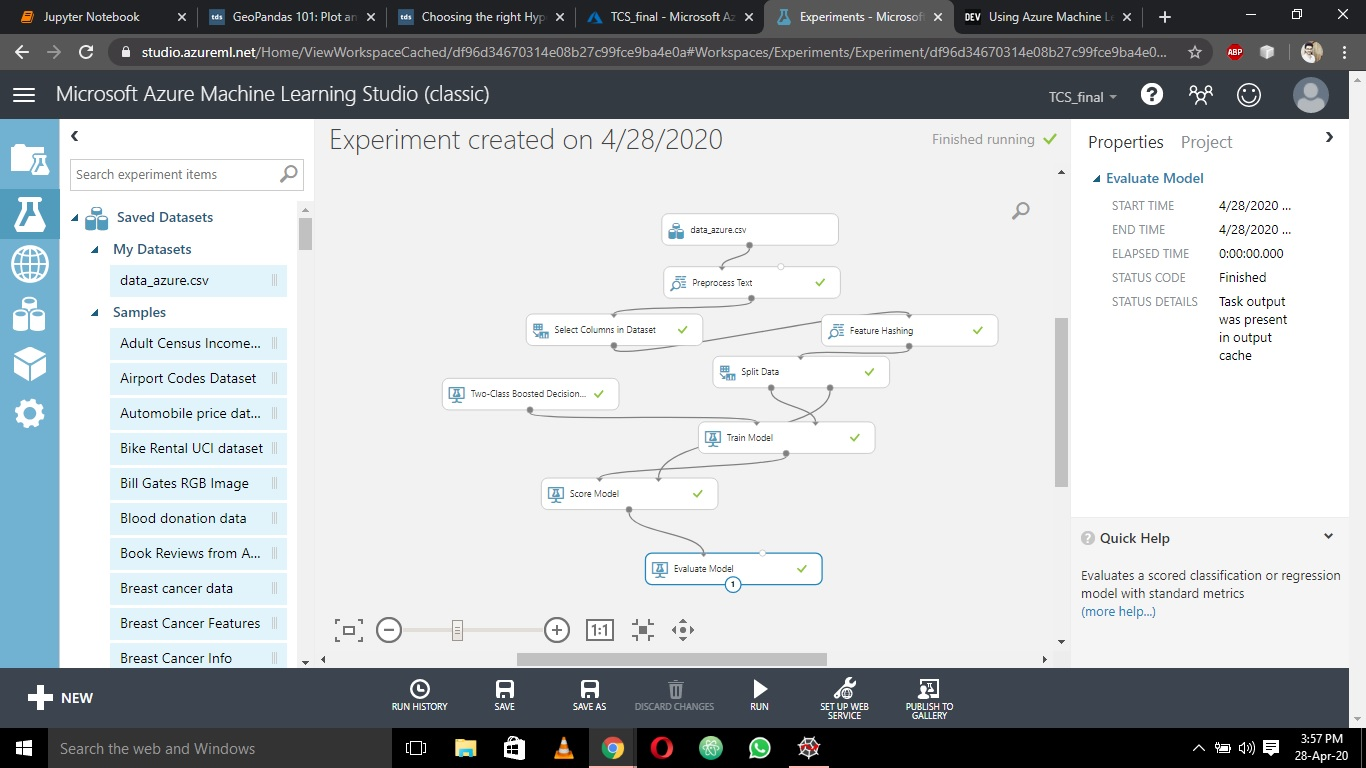 Jupyter Notebook
tds
GeoPandas 101: Plot an
tds
Choosing the right Hyp
TCS_final - Microsoft Az
Experiments - Microsof
DEV
Using Azure Machine Le
studio.azureml.net/Home/ViewWorkspaceCached/df96d34670314e08b27c99fce9ba4e0a#Workspaces/Experiments/Experiment/df96d34670314e08b27c99fce9ba4e0...
ABP
Microsoft Azure Machine Learning Studio (classic)
TCS_final
?
Search experiment items
Saved Datasets
My Datasets
data_azure.csv
Samples
Adult Census Income...
Airport Codes Dataset
Automobile price dat...
Bike Rental UCI dataset
Bill Gates RGB Image
Blood donation data
Book Reviews from A...
Breast cancer data
Breast Cancer Features
Breast Cancer Info
Experiment created on 4/28/2020
Finished running
data_azure.csv
Preprocess Text
Select Columns in Dataset
Feature Hashing
Split Data
Two-Class Boosted Decision...
Train Model
Score Model
Evaluate Model
1
1:1
Properties
Project
Evaluate Model
START TIME 4/28/2020 ...
END TIME 4/28/2020 ...
ELAPSED TIME 0:00:00.000
STATUS CODE Finished
STATUS DETAILS Task output
was present
in output
cache
? Quick Help
Evaluates a scored classification or regression
model with standard metrics
(more help...)
NEW
RUN HISTORY
SAVE
SAVE AS
DISCARD CHANGES
RUN
SET UP WEB
SERVICE
PUBLISH TO
GALLERY
Search the web and Windows
3:57 PM
28-Apr-20